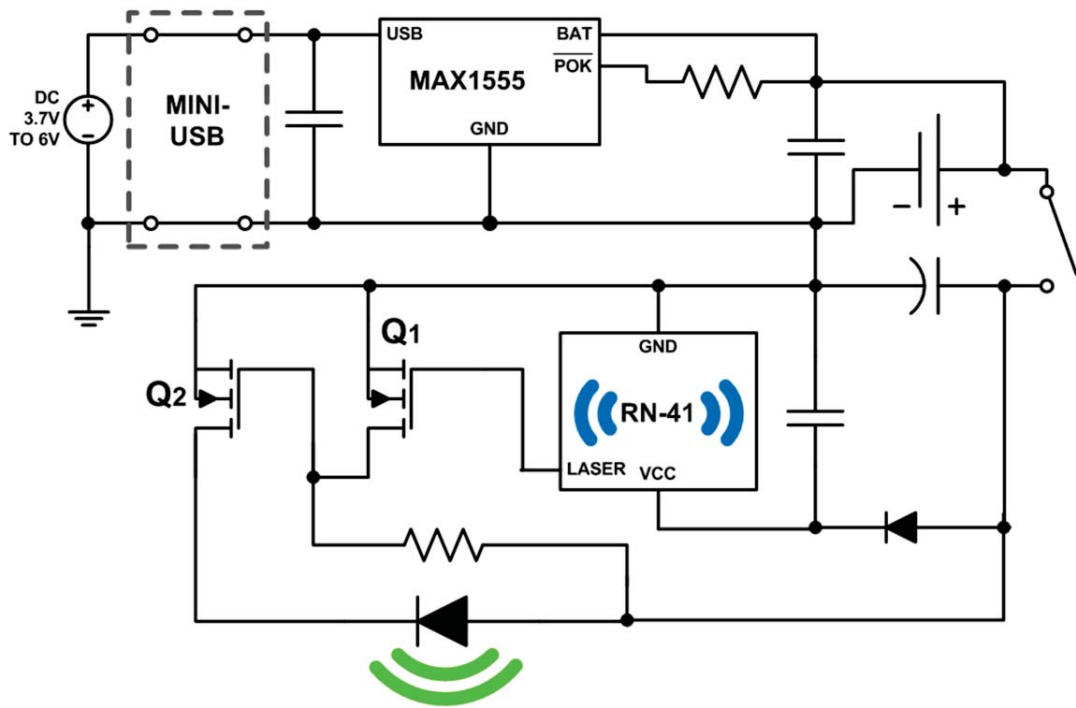 USB
BAT
POK
MAX1555
GND
DC
3.7V
TO 6V
+
−
MINI-
USB
− +
Q1
Q2
GND
RN-41
LASER
VCC